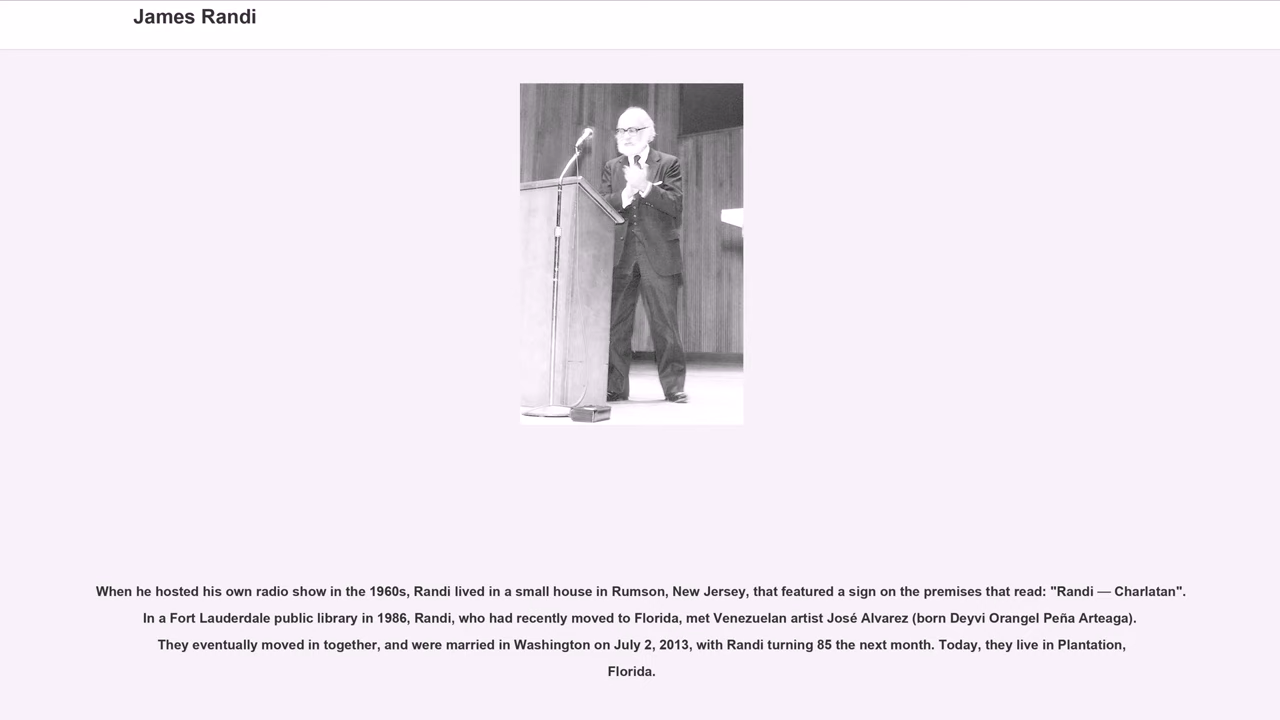 James Randi
When he hosted his own radio show in the 1960s, Randi lived in a small house in Rumson, New Jersey, that featured a sign on the premises that read: "Randi — Charlatan".
In a Fort Lauderdale public library in 1986, Randi, who had recently moved to Florida, met Venezuelan artist José Alvarez (born Deyvi Orangel Peña Arteaga).
They eventually moved in together, and were married in Washington on July 2, 2013, with Randi turning 85 the next month. Today, they live in Plantation,
Florida.